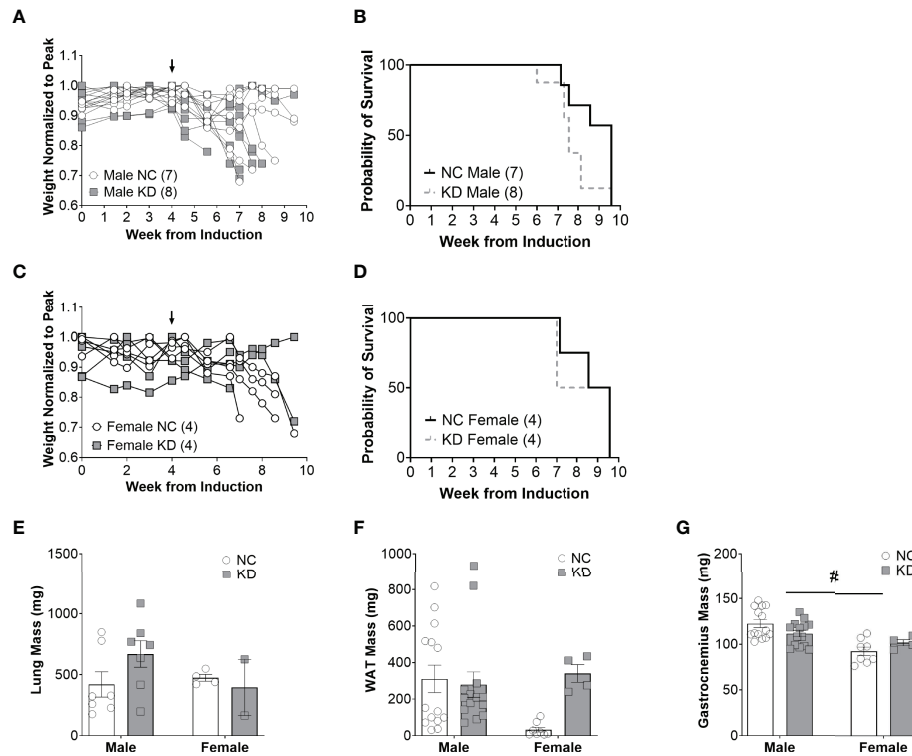 A
Weight Normalized to Peak
1.1
1.0
0.9
0.8
0.7
0.6
Male NC (7)
Male KD (8)
0 1 2 3 4 5 6 7 8 9 10
Week from Induction
B
Probability of Survival
100
50
0
NC Male (7)
KD Male (8)
0 1 2 3 4 5 6 7 8 9 10
Week from Induction
C
Weight Normalized to Peak
1.1
1.0
0.9
0.8
0.7
0.6
Female NC (4)
Female KD (4)
0 2 4 6 8 10
Week from Induction
D
Probability of Survival
100
50
0
NC Female (4)
KD Female (4)
0 1 2 3 4 5 6 7 8 9 10
Week from Induction
E
Lung Mass (mg)
1500
1000
500
0
NC
KD
Male Female
F
WAT Mass (mg)
1000
800
600
400
200
0
NC
KD
Male Female
G
Gastrocnemius Mass (mg)
200
150
100
50
0
#
NC
KD
Male Female